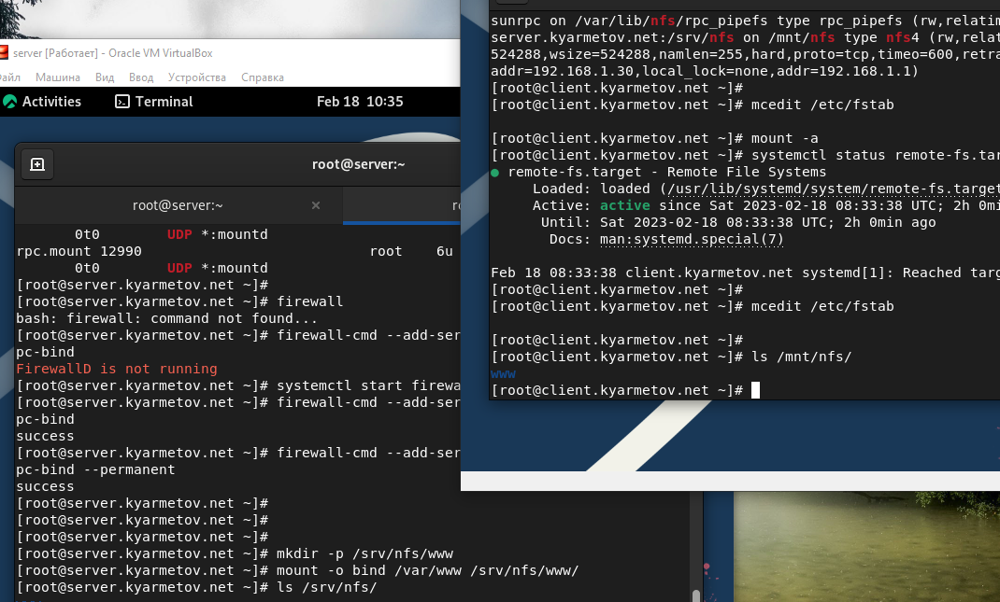 server [Работает] - Oracle VM VirtualBox
Машина Вид Ввод Устройства Справка
Activities Terminal Feb 18 10:35
root@server:~
root@server:~ ×
0t0 UDP *:mountd
rpc.mount 12990 root 6u
0t0 UDP *:mountd
[root@server.kyarmetov.net ~]#
[root@server.kyarmetov.net ~]# firewall
bash: firewall: command not found...
[root@server.kyarmetov.net ~]# firewall-cmd --add-ser
pc-bind
FirewallD is not running
[root@server.kyarmetov.net ~]# systemctl start firewa
[root@server.kyarmetov.net ~]# firewall-cmd --add-ser
pc-bind
success
[root@server.kyarmetov.net ~]# firewall-cmd --add-ser
pc-bind --permanent
success
[root@server.kyarmetov.net ~]#
[root@server.kyarmetov.net ~]#
[root@server.kyarmetov.net ~]#
[root@server.kyarmetov.net ~]# mkdir -p /srv/nfs/www
[root@server.kyarmetov.net ~]# mount -o bind /var/www /srv/nfs/www/
[root@server.kyarmetov.net ~]# ls /srv/nfs/
sunrpc on /var/lib/nfs/rpc_pipefs type rpc_pipefs (rw,relatim
server.kyarmetov.net:/srv/nfs on /mnt/nfs type nfs4 (rw,relat
524288,wsize=524288,namlen=255,hard,proto=tcp,timeo=600,retra
addr=192.168.1.30,local_lock=none,addr=192.168.1.1)
[root@client.kyarmetov.net ~]#
[root@client.kyarmetov.net ~]# mcedit /etc/fstab
[root@client.kyarmetov.net ~]# mount -a
[root@client.kyarmetov.net ~]# systemctl status remote-fs.tar
● remote-fs.target - Remote File Systems
Loaded: loaded (/usr/lib/systemd/system/remote-fs.target
Active: active since Sat 2023-02-18 08:33:38 UTC; 2h 0mi
Until: Sat 2023-02-18 08:33:38 UTC; 2h 0min ago
Docs: man:systemd.special(7)
Feb 18 08:33:38 client.kyarmetov.net systemd[1]: Reached targ
[root@client.kyarmetov.net ~]#
[root@client.kyarmetov.net ~]# mcedit /etc/fstab
[root@client.kyarmetov.net ~]#
[root@client.kyarmetov.net ~]# ls /mnt/nfs/
www
[root@client.kyarmetov.net ~]#